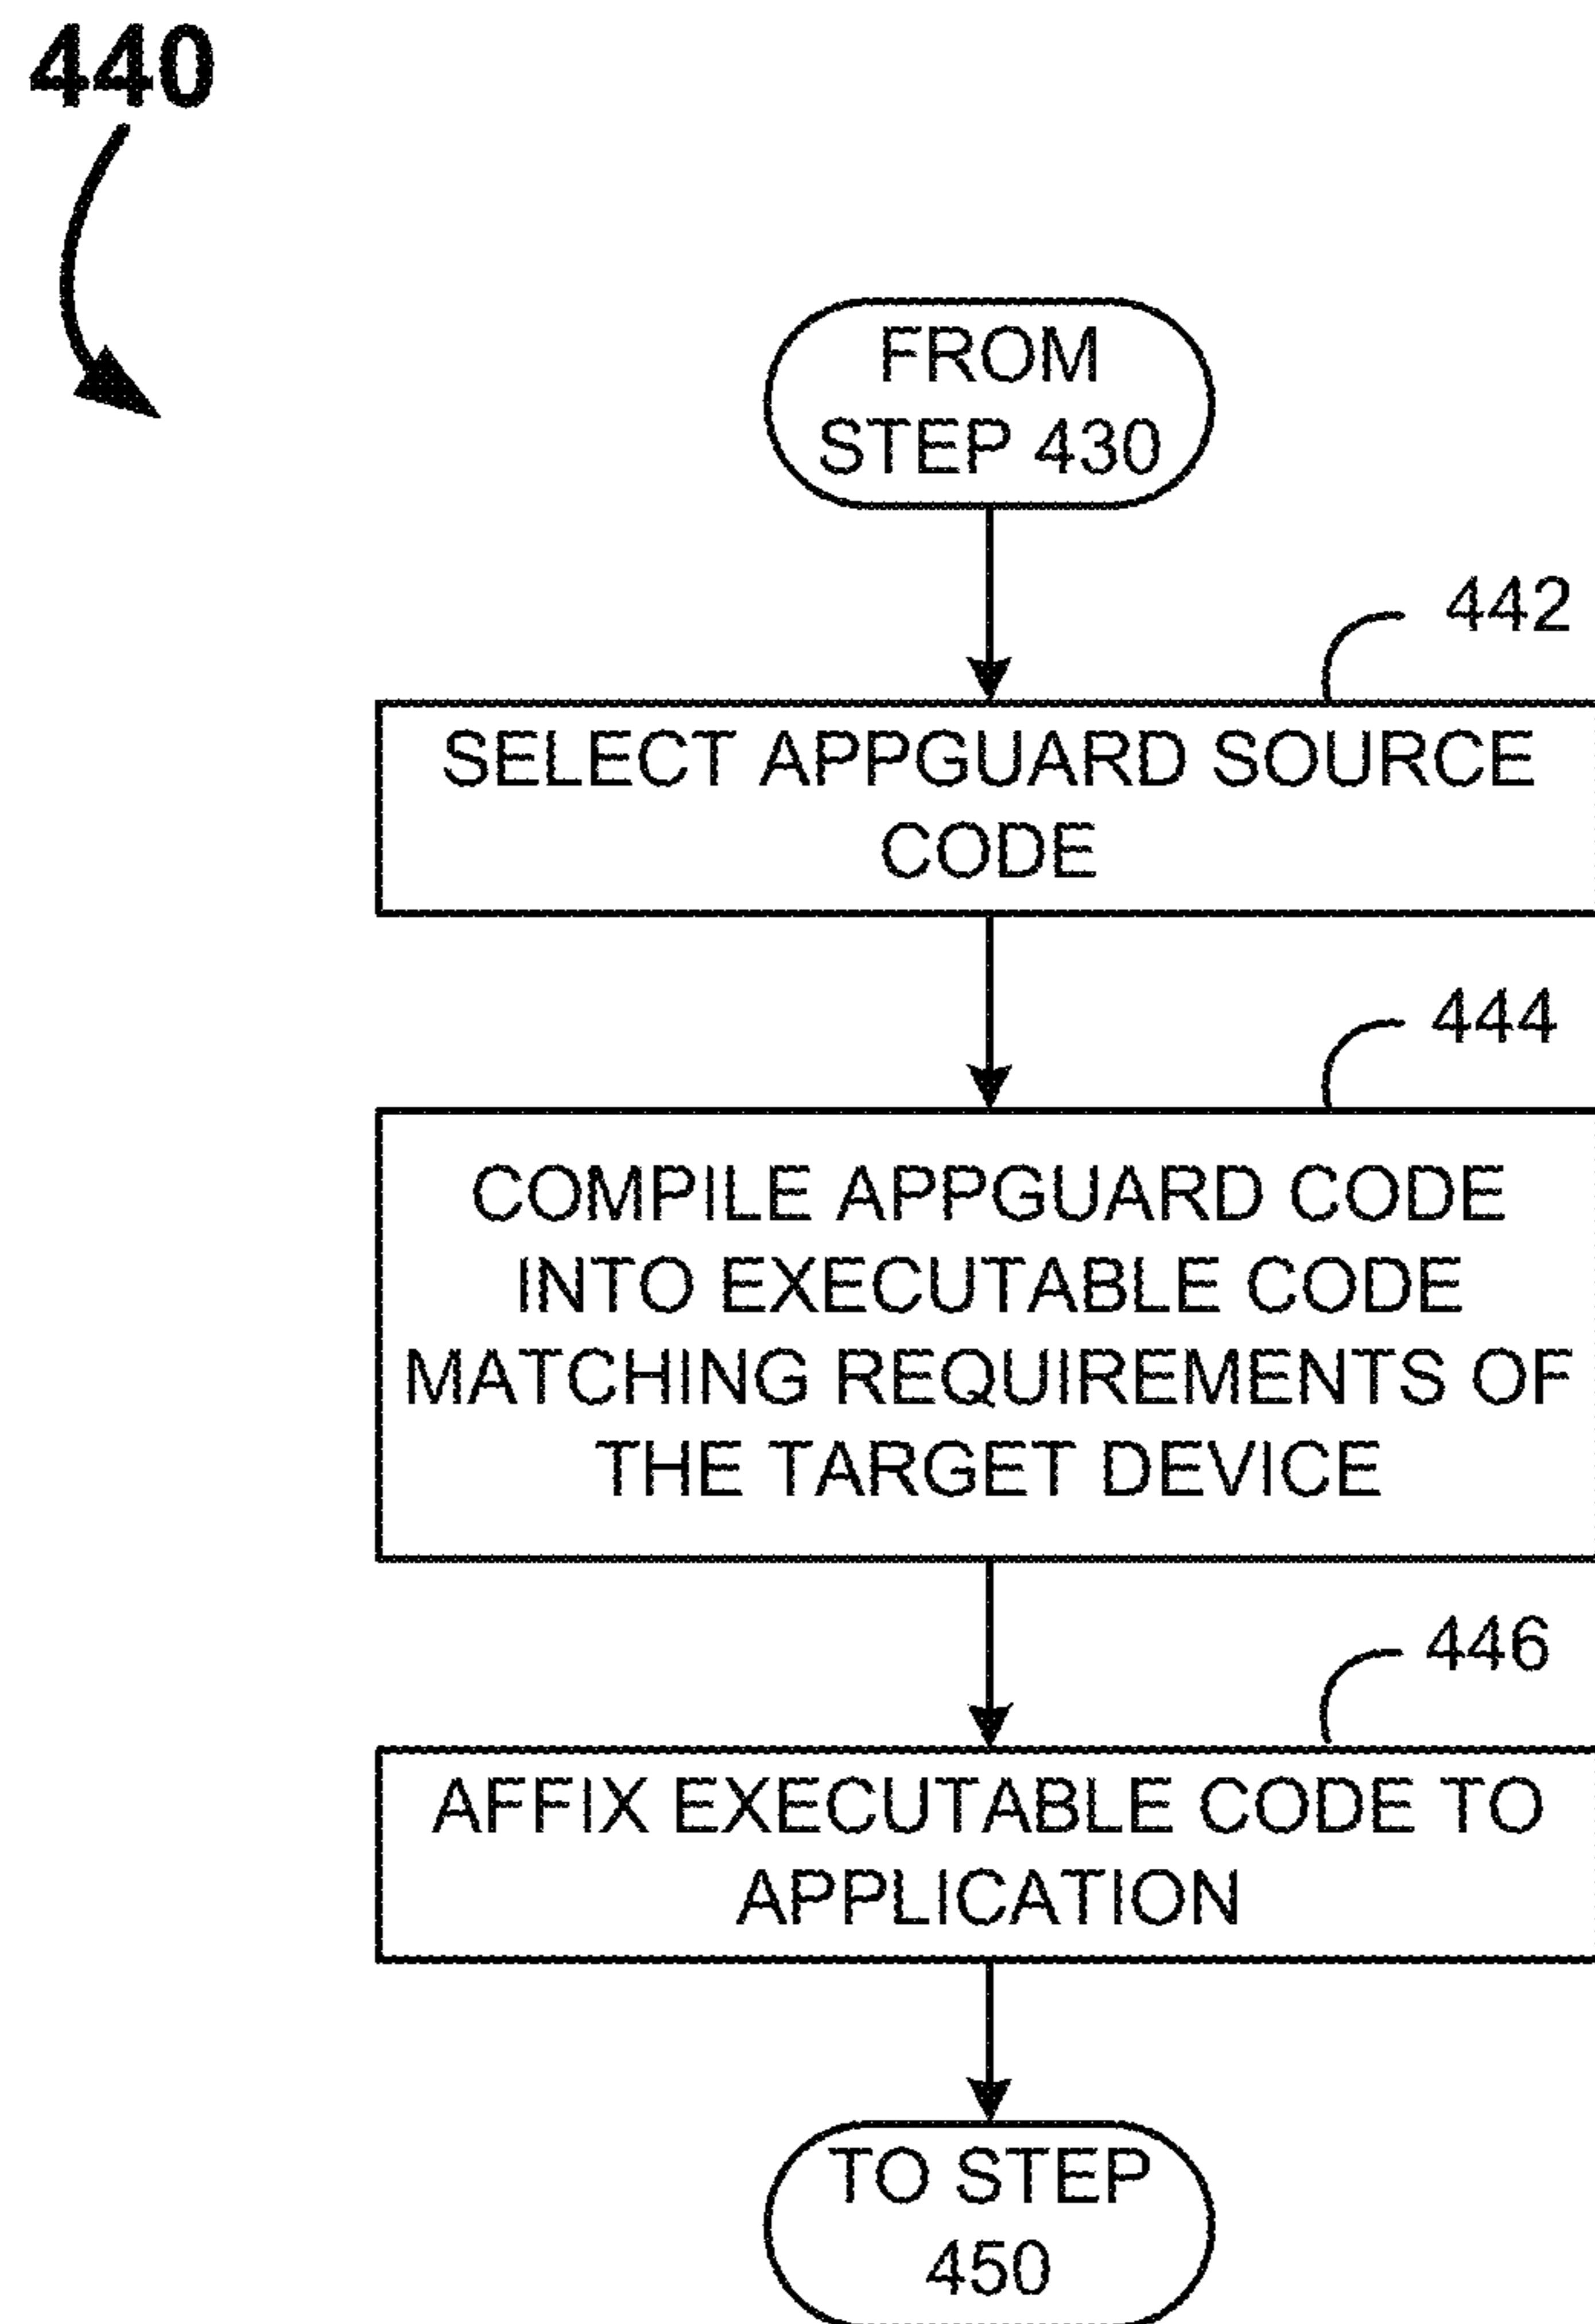 440
FROM
STEP 430
442
SELECT APPGUARD SOURCE
CODE
444
COMPILE APPGUARD CODE
INTO EXECUTABLE CODE
MATCHING REQUIREMENTS OF
THE TARGET DEVICE
446
AFFIX EXECUTABLE CODE TO
APPLICATION
TO STEP
450